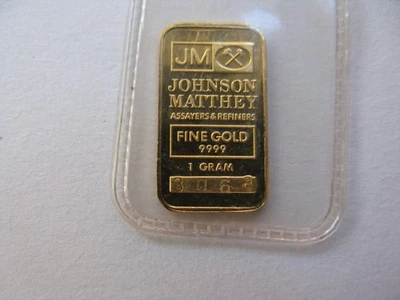 JM
JOHNSON
MATTHEY
ASSAYERS & REFINERS
FINE GOLD
9999
1 GRAM